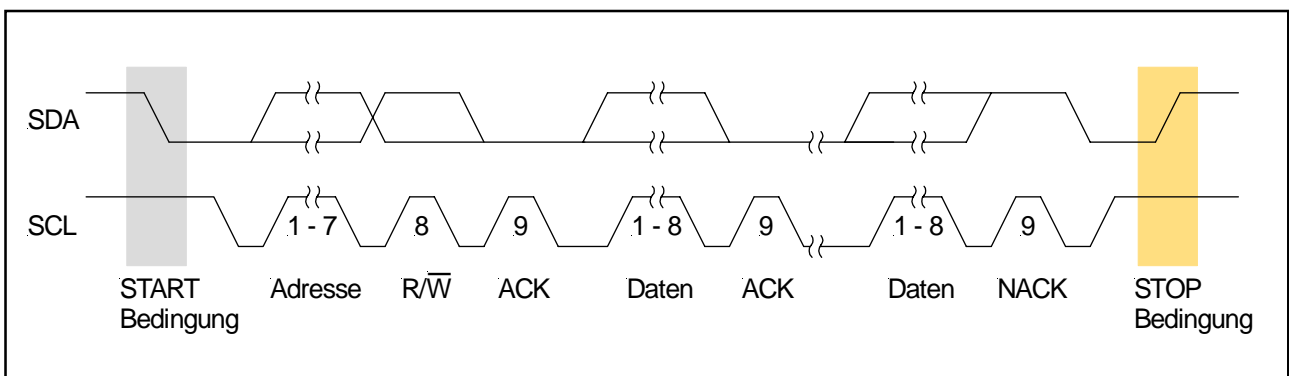 SDA
SCL
1 - 7 8 9 1 - 8 9 1 - 8 9
START Adresse R/W̅ ACK Daten ACK Daten NACK STOP
Bedingung Bedingung